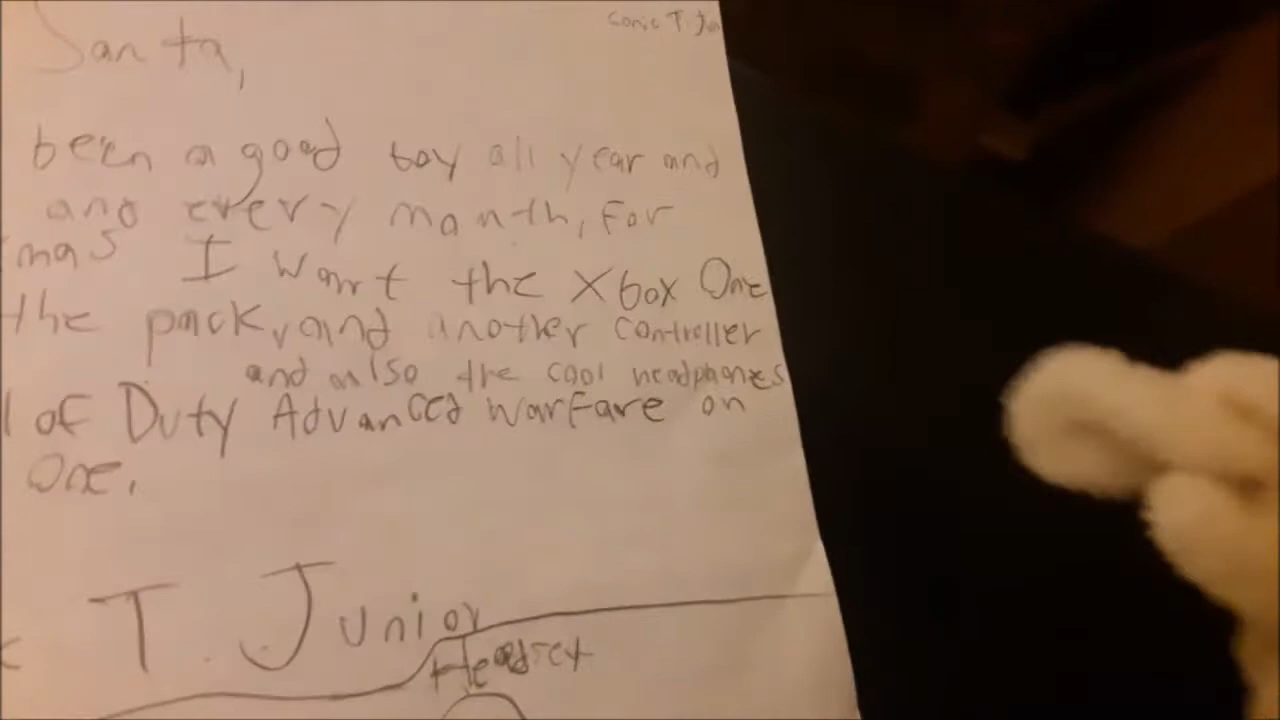 Sonic T. Jun
Santa,
been a good boy all year and
and every month, For
mas I want the Xbox One
the pack, and another controller
and also the cool headphones
l of Duty Advanced Warfare on
One.
T. Junior
Headset